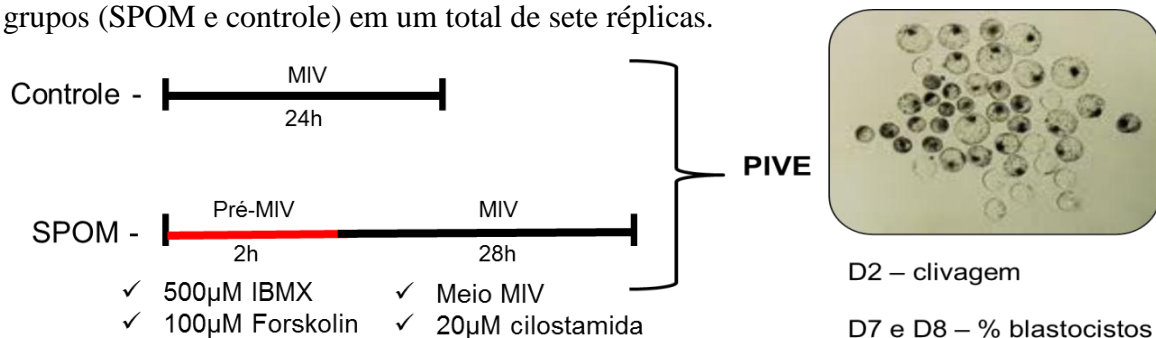 grupos (SPOM e controle) em um total de sete réplicas.
Controle -
MIV
24h
SPOM -
Pré-MIV
MIV
2h
28h
✓ 500µM IBMX
✓ 100µM Forskolin
✓ Meio MIV
✓ 20µM cilostamida
PIVE
D2 – clivagem
D7 e D8 – % blastocistos